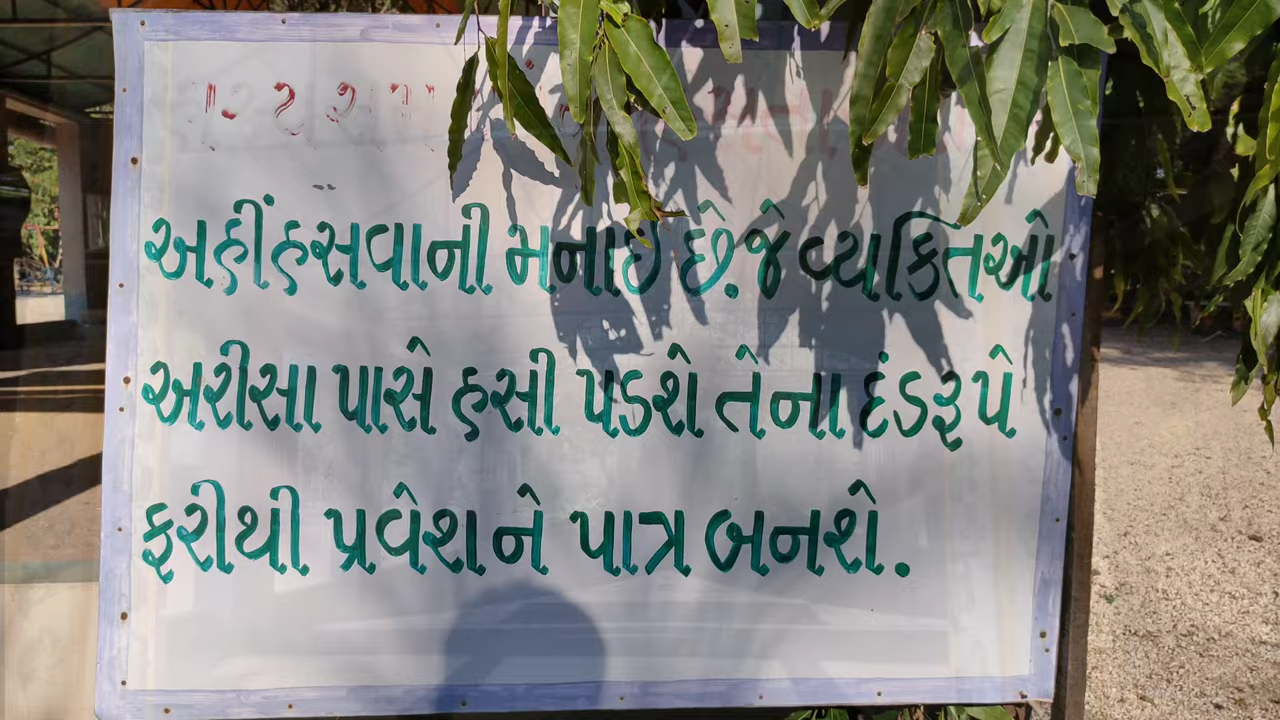 અહીં હસવાની મનાઈ છે. જે વ્યક્તિઓ
અરીસા પાસે હસી પડશે તેના દંડરૂપે
ફરીથી પ્રવેશને પાત્ર બનશે.